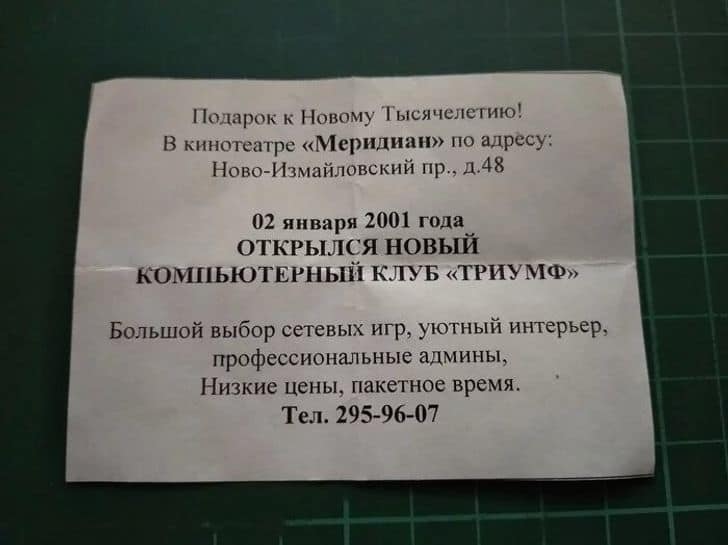 Подарок к Новому Тысячелетию!
В кинотеатре «Меридиан» по адресу:
Ново-Измайловский пр., д.48
02 января 2001 года
ОТКРЫЛСЯ НОВЫЙ
КОМПЬЮТЕРНЫЙ КЛУБ «ТРИУМФ»
Большой выбор сетевых игр, уютный интерьер,
профессиональные админы,
Низкие цены, пакетное время.
Тел. 295-96-07